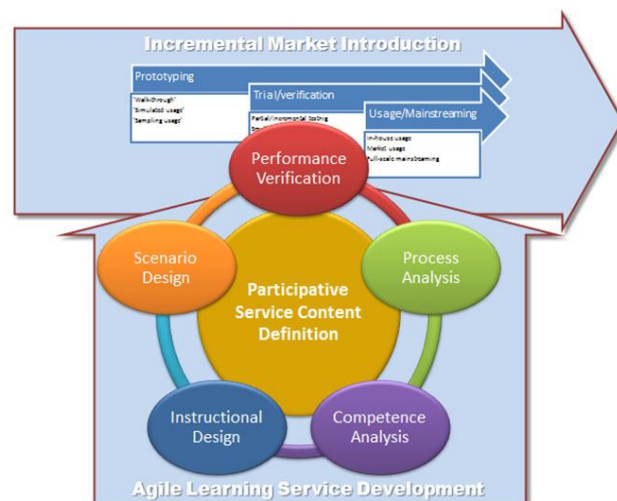 Incremental Market Introduction
Prototyping
"Walk-through"
"Simulated usage"
"Sampling usage"
Trial/verification
Partial/incremental
Usage/Mainstreaming
In-house usage
Market usage
Full-scale mainstreaming
Performance
Verification
Scenario
Design
Process
Analysis
Participative
Service Content
Definition
Instructional
Design
Competence
Analysis
Agile Learning Service Development